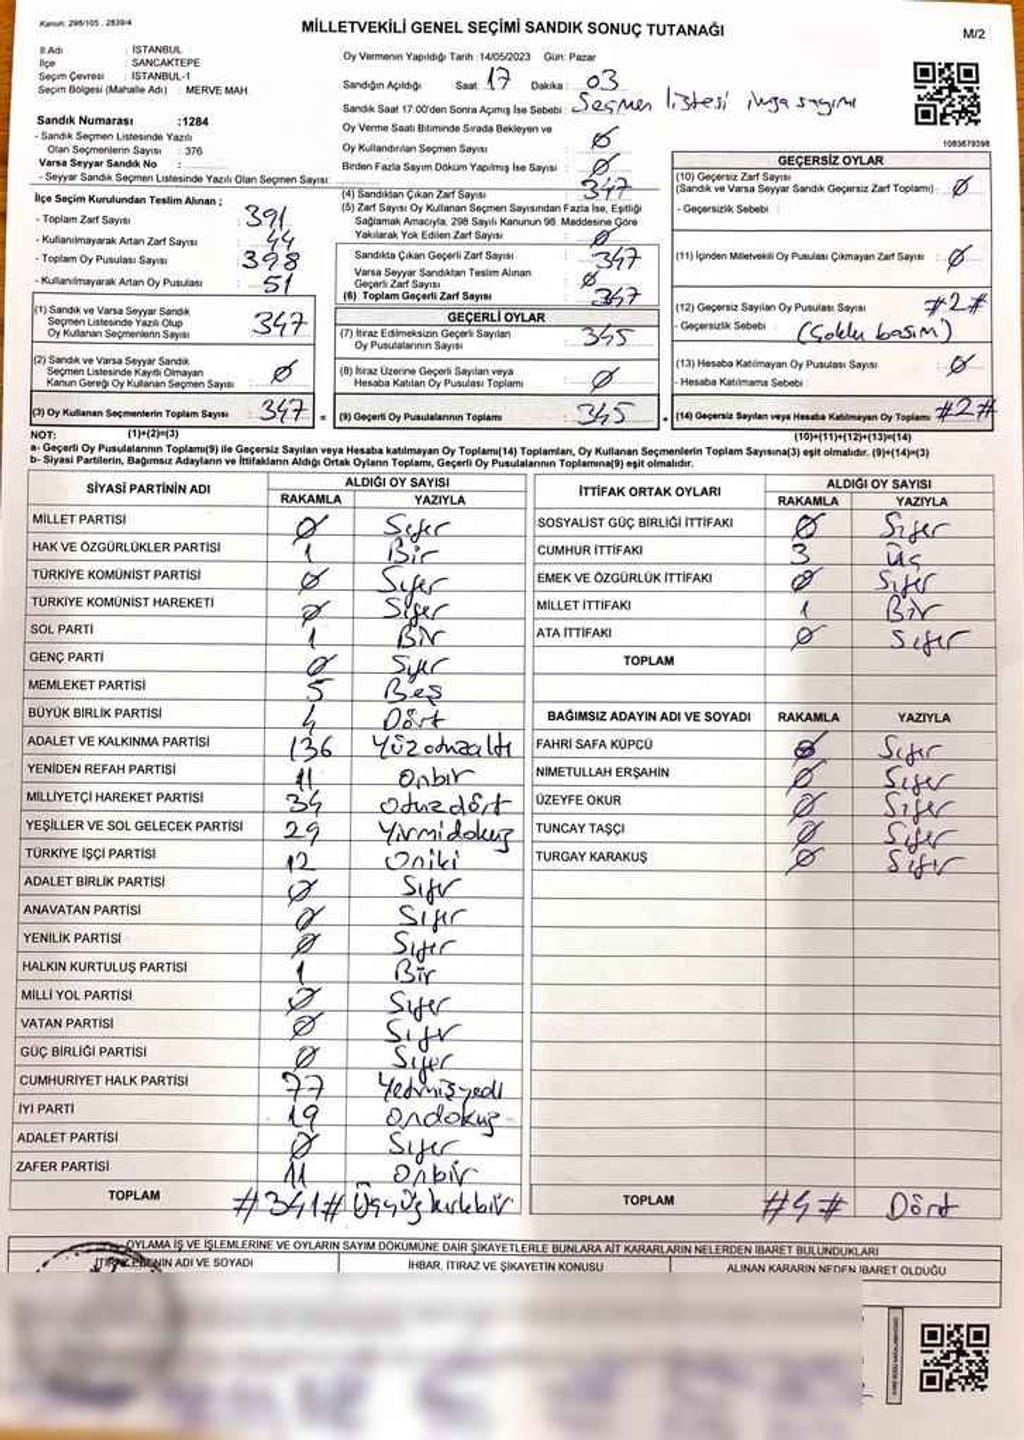 Kanun: 298/105 . 2839/4
MİLLETVEKİLİ GENEL SEÇİMİ SANDIK SONUÇ TUTANAĞI
M/2
İl Adı : İSTANBUL
İlçe : SANCAKTEPE
Seçim Çevresi : İSTANBUL-1
Seçim Bölgesi (Mahalle Adı) : MERVE MAH
Sandık Numarası :1284
- Sandık Seçmen Listesinde Yazılı
Olan Seçmenlerin Sayısı : 376
Varsa Seyyar Sandık No :
- Seyyar Sandık Seçmen Listesinde Yazılı Olan Seçmen Sayısı:
İlçe Seçim Kurulundan Teslim Alınan ;
- Toplam Zarf Sayısı : 391
- Kullanılmayarak Artan Zarf Sayısı : 44
- Toplam Oy Pusulası Sayısı : 398
- Kullanılmayarak Artan Oy Pusulası : 51
(1) Sandık ve Varsa Seyyar Sandık
Seçmen Listesinde Yazılı Olup
Oy Kullanan Seçmenlerin Sayısı : 347
(2) Sandık ve Varsa Seyyar Sandık
Seçmen Listesinde Kayıtlı Olmayan
Kanun Gereği Oy Kullanan Seçmen Sayısı : Ø
(3) Oy Kullanan Seçmenlerin Toplam Sayısı : 347 =
(1)+(2)=(3)
Oy Vermenin Yapıldığı Tarih : 14/05/2023 Gün: Pazar
Sandığın Açıldığı Saat: 17 Dakika : 03
Sandık Saat 17:00'den Sonra Açılmış İse Sebebi : Seçmen listesi imza sayımı
Oy Verme Saati Bitiminde Sırada Bekleyen ve
Oy Kullandırılan Seçmen Sayısı : Ø
Birden Fazla Sayım Döküm Yapılmış İse Sayısı : Ø
(4) Sandıktan Çıkan Zarf Sayısı : 347
(5) Zarf Sayısı Oy Kullanan Seçmen Sayısından Fazla İse, Eşitliği
Sağlamak Amacıyla, 298 Sayılı Kanunun 98. Maddesine Göre
Yakılarak Yok Edilen Zarf Sayısı : Ø
Sandıkta Çıkan Geçerli Zarf Sayısı : 347
Varsa Seyyar Sandıktan Teslim Alınan
Geçerli Zarf Sayısı : Ø
(6) Toplam Geçerli Zarf Sayısı : 347
GEÇERLİ OYLAR
(7) İtiraz Edilmeksizin Geçerli Sayılan
Oy Pusulalarının Sayısı : 345
(8) İtiraz Üzerine Geçerli Sayılan veya
Hesaba Katılan Oy Pusulası Toplamı : Ø
(9) Geçerli Oy Pusulalarının Toplamı : 345 +
1083679398
GEÇERSİZ OYLAR
(10) Geçersiz Zarf Sayısı
(Sandık ve Varsa Seyyar Sandık Geçersiz Zarf Toplamı) : Ø
- Geçersizlik Sebebi :
(11) İçinden Milletvekili Oy Pusulası Çıkmayan Zarf Sayısı : Ø
(12) Geçersiz Sayılan Oy Pusulası Sayısı : #2#
- Geçersizlik Sebebi : (Çoklu basım)
(13) Hesaba Katılmayan Oy Pusulası Sayısı : Ø
- Hesaba Katılmama Sebebi :
(14) Geçersiz Sayılan veya Hesaba Katılmayan Oy Toplamı : #2#
(10)+(11)+(12)+(13)=(14)
NOT:
a- Geçerli Oy Pusulalarının Toplamı(9) ile Geçersiz Sayılan veya Hesaba katılmayan Oy Toplamı(14) Toplamları, Oy Kullanan Seçmenlerin Toplam Sayısına(3) eşit olmalıdır. (9)+(14)=(3)
b- Siyasi Partilerin, Bağımsız Adayların ve İttifakların Aldığı Ortak Oyların Toplamı, Geçerli Oy Pusulalarının Toplamına(9) eşit olmalıdır.
SİYASİ PARTİNİN ADI
ALDIĞI OY SAYISI
RAKAMLA YAZIYLA
MİLLET PARTİSİ Ø Sıfır
HAK VE ÖZGÜRLÜKLER PARTİSİ 1 Bir
TÜRKİYE KOMÜNİST PARTİSİ Ø Sıfır
TÜRKİYE KOMÜNİST HAREKETİ Ø Sıfır
SOL PARTİ 1 Bir
GENÇ PARTİ Ø Sıfır
MEMLEKET PARTİSİ 5 Beş
BÜYÜK BİRLİK PARTİSİ 4 Dört
ADALET VE KALKINMA PARTİSİ 136 Yüzotuzaltı
YENİDEN REFAH PARTİSİ 11 Onbir
MİLLİYETÇİ HAREKET PARTİSİ 34 Otuzdört
YEŞİLLER VE SOL GELECEK PARTİSİ 29 Yirmidokuz
TÜRKİYE İŞÇİ PARTİSİ 12 Oniki
ADALET BİRLİK PARTİSİ Ø Sıfır
ANAVATAN PARTİSİ Ø Sıfır
YENİLİK PARTİSİ Ø Sıfır
HALKIN KURTULUŞ PARTİSİ 1 Bir
MİLLİ YOL PARTİSİ Ø Sıfır
VATAN PARTİSİ Ø Sıfır
GÜÇ BİRLİĞİ PARTİSİ Ø Sıfır
CUMHURİYET HALK PARTİSİ 77 Yetmişyedi
İYİ PARTİ 19 Ondokuz
ADALET PARTİSİ Ø Sıfır
ZAFER PARTİSİ 11 Onbir
TOPLAM #341# Üçyüzkırkbir
İTTİFAK ORTAK OYLARI
ALDIĞI OY SAYISI
RAKAMLA YAZIYLA
SOSYALİST GÜÇ BİRLİĞİ İTTİFAKI Ø Sıfır
CUMHUR İTTİFAKI 3 Üç
EMEK VE ÖZGÜRLÜK İTTİFAKI Ø Sıfır
MİLLET İTTİFAKI 1 Bir
ATA İTTİFAKI Ø Sıfır
TOPLAM
BAĞIMSIZ ADAYIN ADI VE SOYADI RAKAMLA YAZIYLA
FAHRİ SAFA KÜPCÜ Ø Sıfır
NİMETULLAH ERŞAHİN Ø Sıfır
ÜZEYFE OKUR Ø Sıfır
TUNCAY TAŞÇI Ø Sıfır
TURGAY KARAKUŞ Ø Sıfır
TOPLAM #4# Dört
OYLAMA İŞ VE İŞLEMLERİNE VE OYLARIN SAYIM DÖKÜMÜNE DAİR ŞİKAYETLERLE BUNLARA AİT KARARLARIN NELERDEN İBARET BULUNDUKLARI
İTİRAZ EDENİN ADI VE SOYADI
İHBAR, İTİRAZ VE ŞİKAYETİN KONUSU
ALINAN KARARIN NEDEN İBARET OLDUĞU